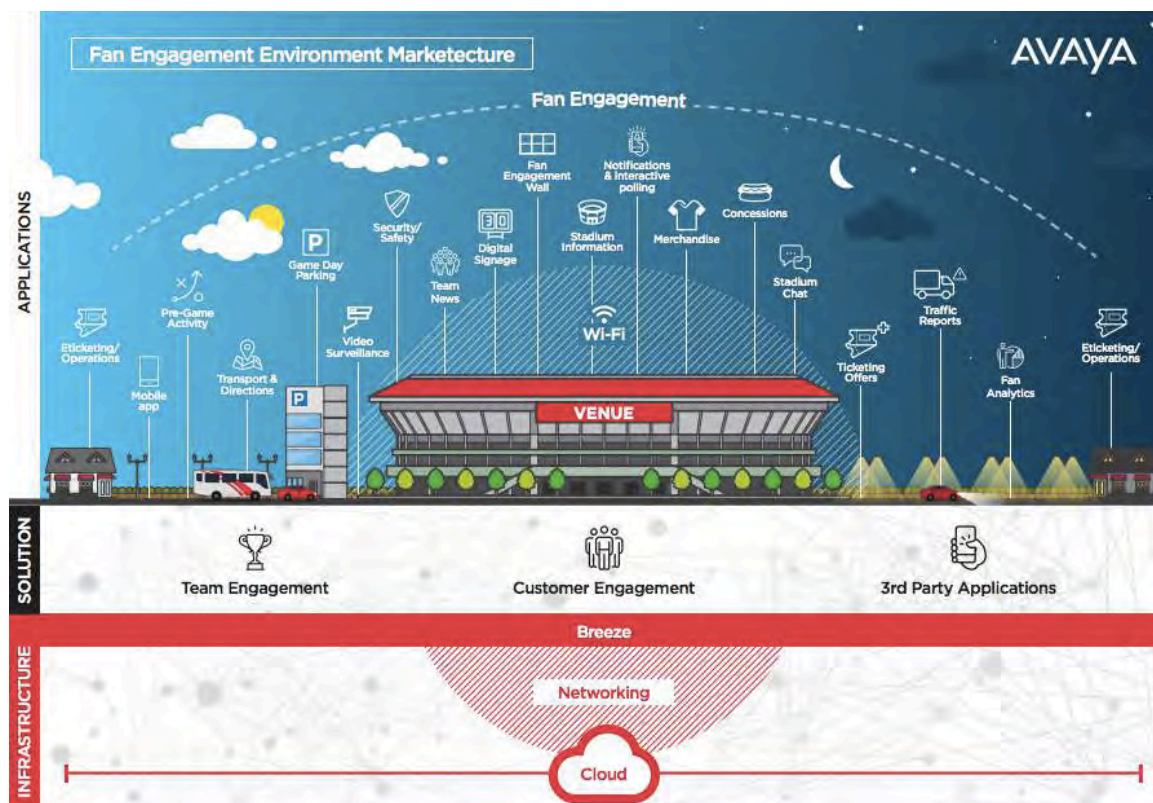 Fan Engagement Environment Marketecture
AVAYA
Fan Engagement
APPLICATIONS
Fan
Engagement
Wall
Notifications
& Interactive
polling
Security/
Safety
Digital
Signage
Stadium
Information
Merchandise
Concessions
P
Game Day
Parking
30
Team
News
Stadium
Chat
Pre-Game
Activity
Traffic
Reports
Eticketing/
Operations
Video
Surveillance
Wi-Fi
Eticketing/
Operations
Mobile
app
Transport &
Directions
Ticketing
Offers
Fan
Analytics
P
VENUE
SOLUTION
Team Engagement
Customer Engagement
3rd Party Applications
Breeze
INFRASTRUCTURE
Networking
Cloud